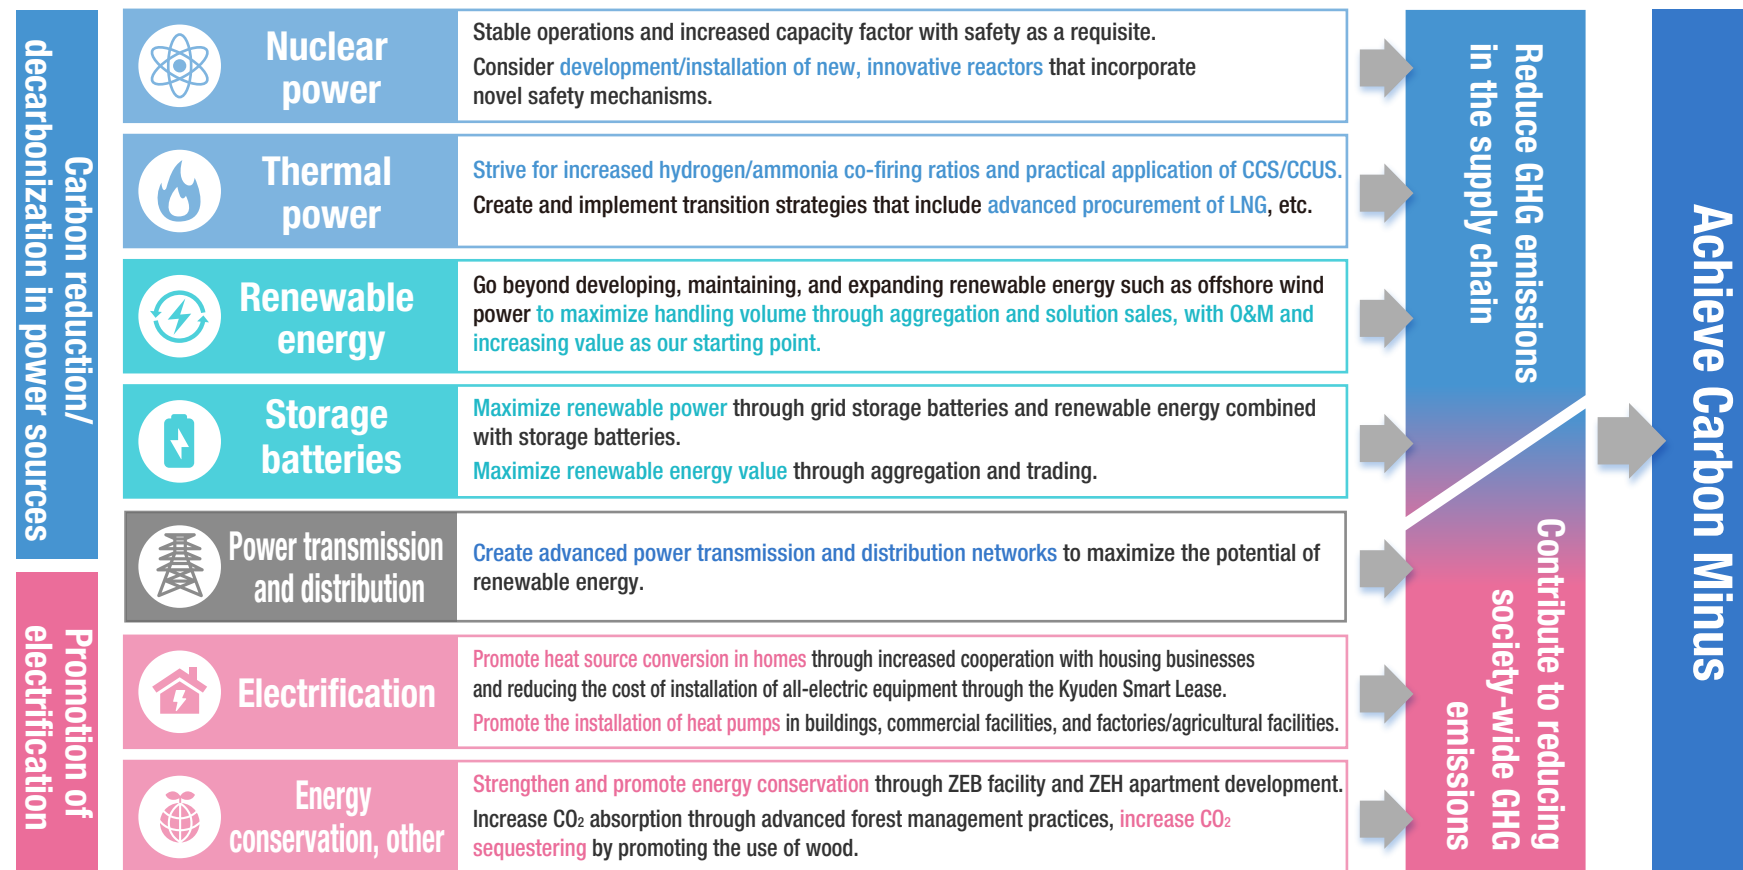 Carbon reduction/
decarbonization in power sources
Nuclear
power
Stable operations and increased capacity factor with safety as a requisite.
Consider development/installation of new, innovative reactors that incorporate
novel safety mechanisms.
Thermal
power
Strive for increased hydrogen/ammonia co-firing ratios and practical application of CCS/CCUS.
Create and implement transition strategies that include advanced procurement of LNG, etc.
Renewable
energy
Go beyond developing, maintaining, and expanding renewable energy such as offshore wind
power to maximize handling volume through aggregation and solution sales, with O&M and
increasing value as our starting point.
Storage
batteries
Maximize renewable power through grid storage batteries and renewable energy combined
with storage batteries.
Maximize renewable energy value through aggregation and trading.
Power transmission
and distribution
Create advanced power transmission and distribution networks to maximize the potential of
renewable energy.
Promotion of
electrification
Electrification
Promote heat source conversion in homes through increased cooperation with housing businesses
and reducing the cost of installation of all-electric equipment through the Kyuden Smart Lease.
Promote the installation of heat pumps in buildings, commercial facilities, and factories/agricultural facilities.
Energy
conservation, other
Strengthen and promote energy conservation through ZEB facility and ZEH apartment development.
Increase CO₂ absorption through advanced forest management practices, increase CO₂
sequestering by promoting the use of wood.
Reduce GHG emissions
in the supply chain
Contribute to reducing
society-wide GHG
emissions
Achieve Carbon Minus